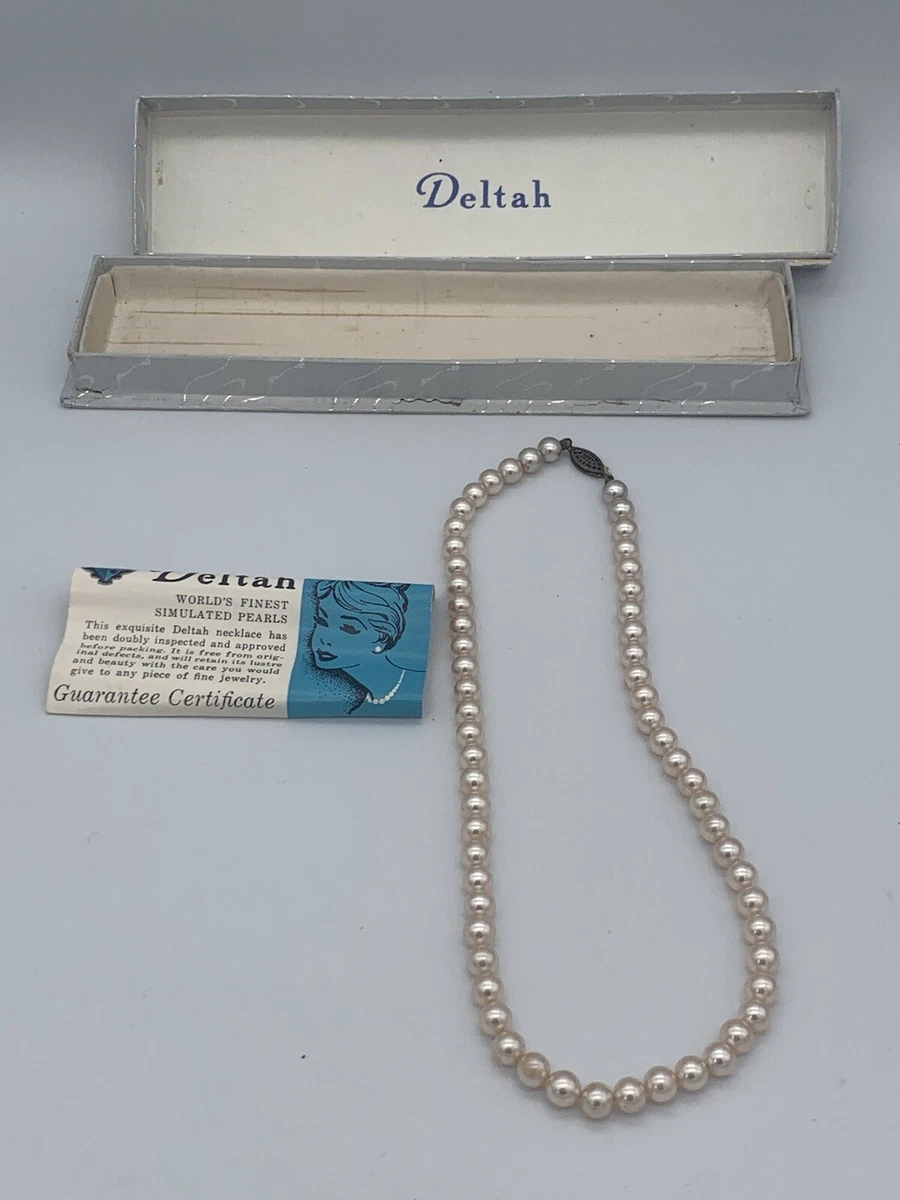 Deltah
Deltah
WORLD'S FINEST
SIMULATED PEARLS
This exquisite Deltah necklace has
been doubly inspected and approved
before packing. It is free from orig-
inal defects, and will retain its lustre
and beauty with the care you would
give to any piece of fine jewelry.
Guarantee Certificate